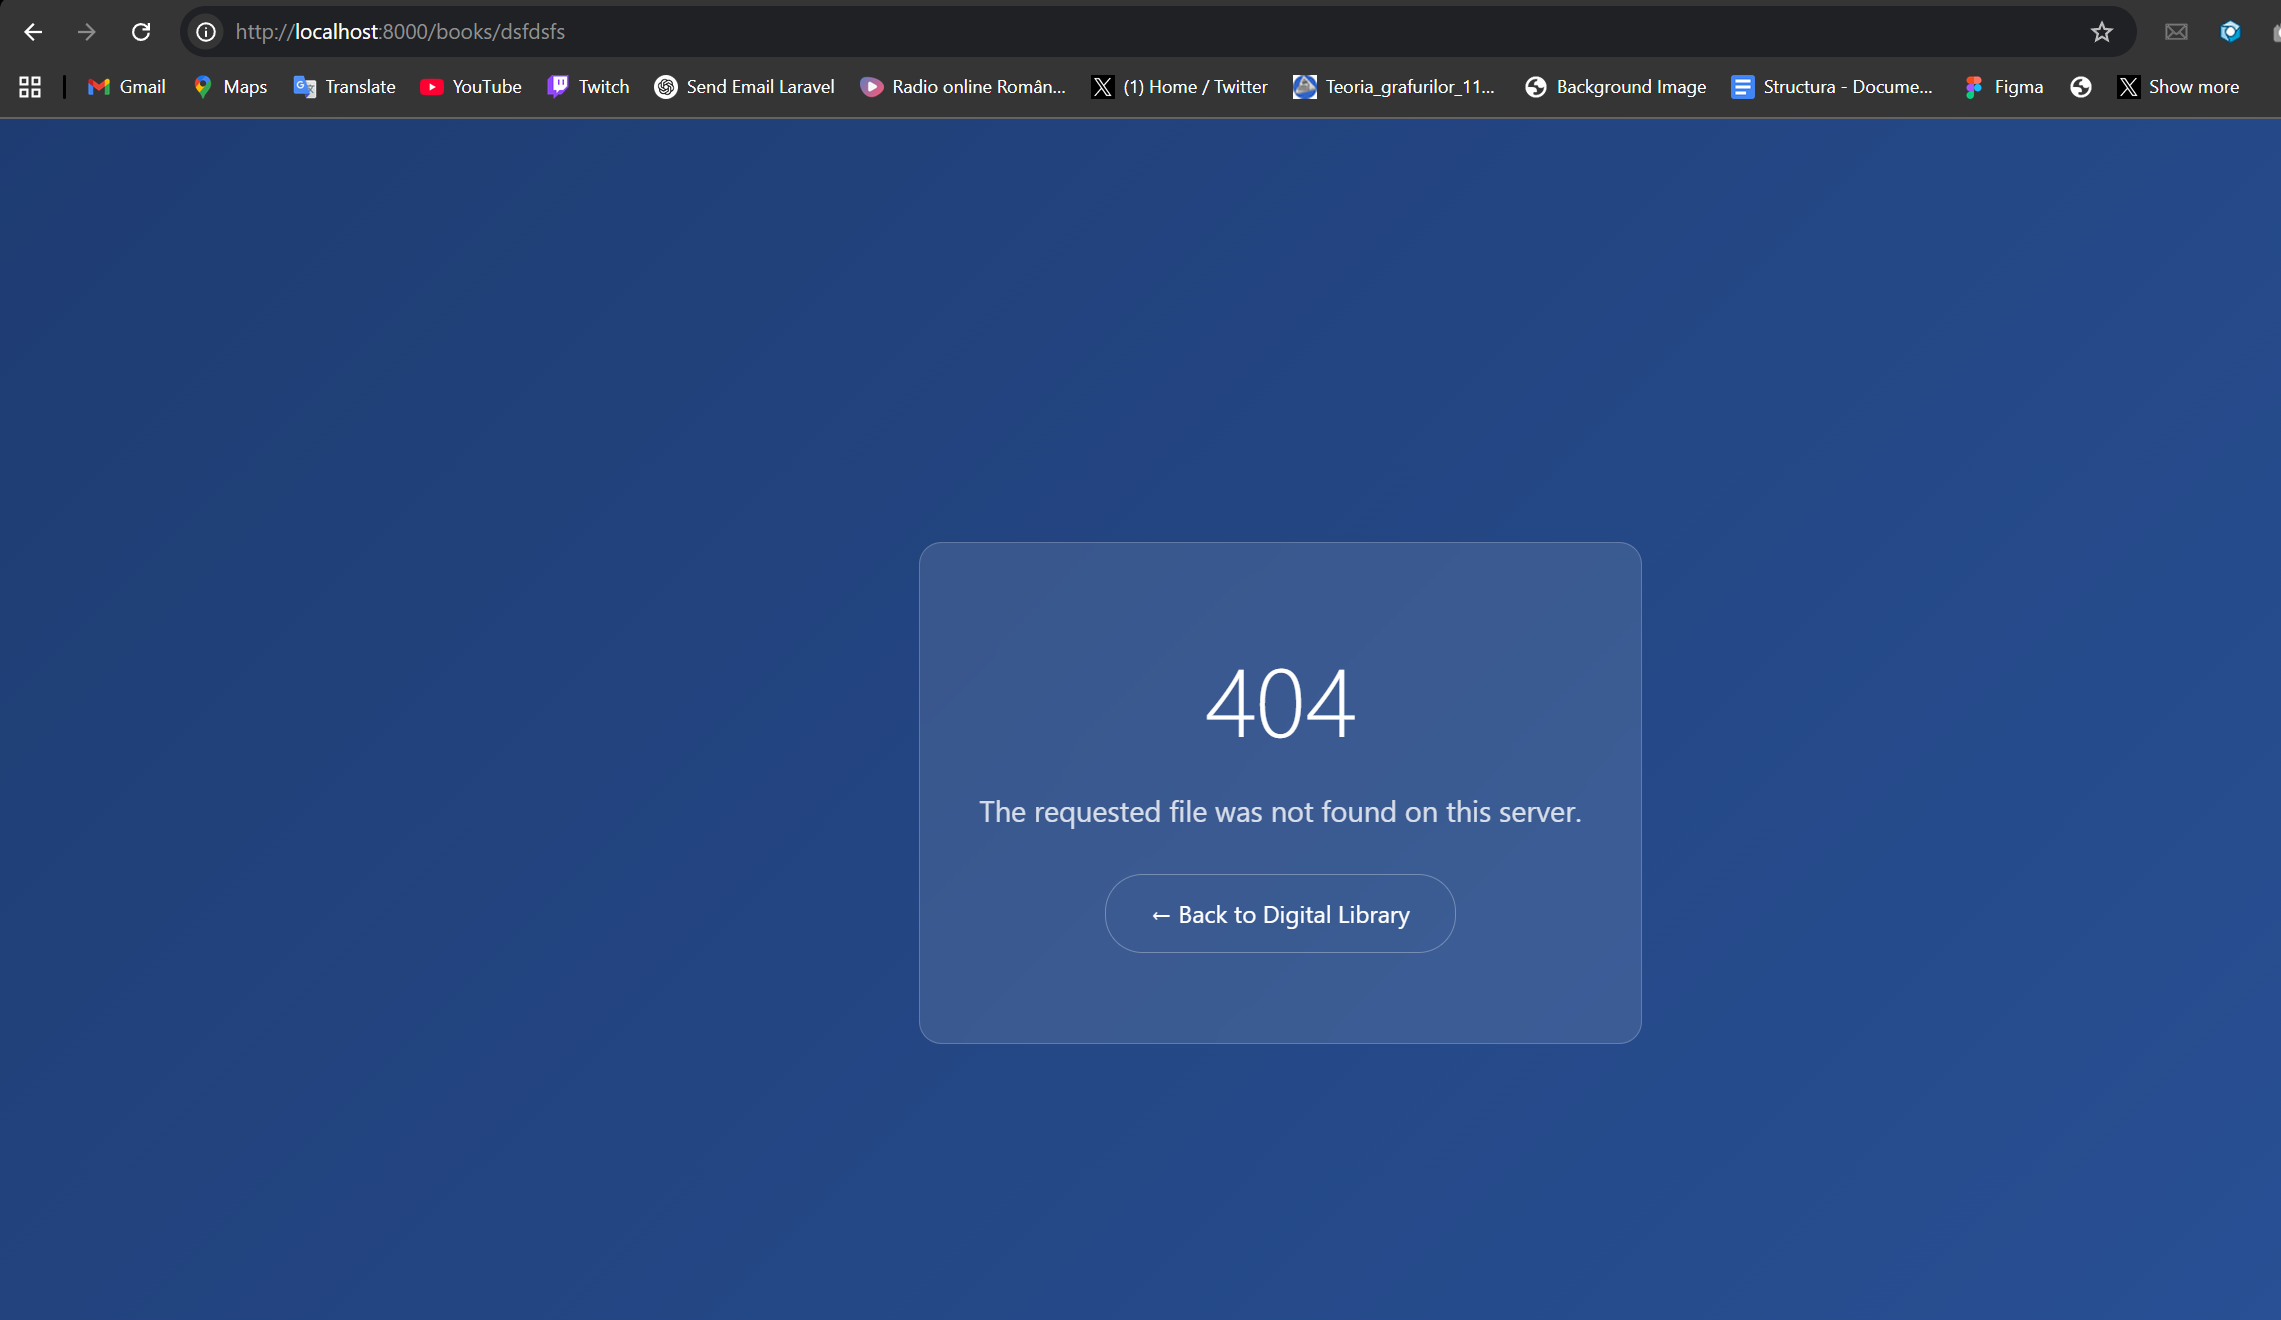 http://localhost:8000/books/dsfdsfs
Gmail Maps Translate YouTube Twitch Send Email Laravel Radio online Român... (1) Home / Twitter Teoria_grafurilor_11... Background Image Structura - Docume... Figma Show more
404
The requested file was not found on this server.
← Back to Digital Library